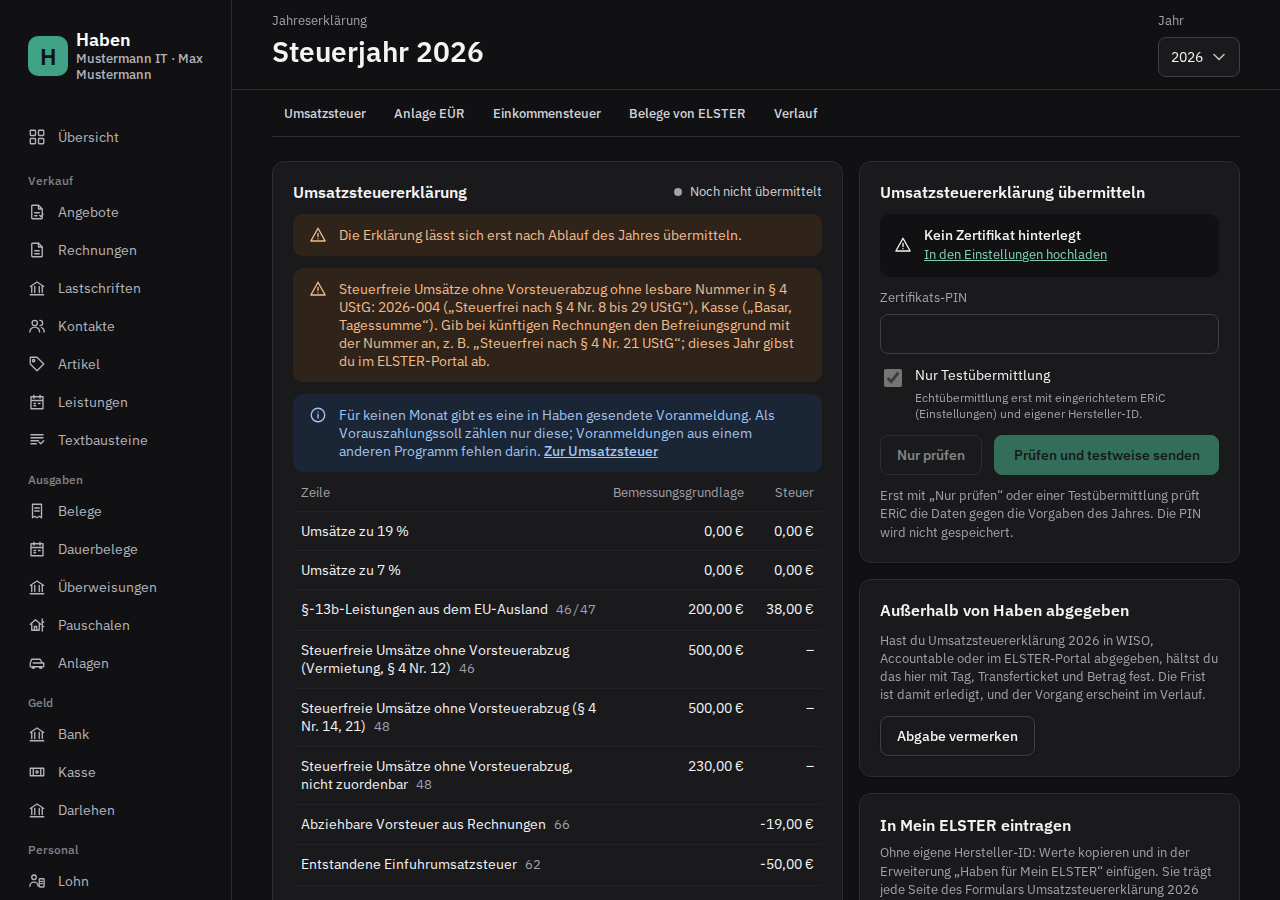 H
Haben
Mustermann IT · Max
Mustermann
Übersicht
Verkauf
Angebote
Rechnungen
Lastschriften
Kontakte
Artikel
Leistungen
Textbausteine
Ausgaben
Belege
Dauerbelege
Überweisungen
Pauschalen
Anlagen
Geld
Bank
Kasse
Darlehen
Personal
Lohn
Jahreserklärung
Steuerjahr 2026
Jahr
2026
Umsatzsteuer Anlage EÜR Einkommensteuer Belege von ELSTER Verlauf
Umsatzsteuererklärung Noch nicht übermittelt
Die Erklärung lässt sich erst nach Ablauf des Jahres übermitteln.
Steuerfreie Umsätze ohne Vorsteuerabzug ohne lesbare Nummer in § 4
UStG: 2026-004 („Steuerfrei nach § 4 Nr. 8 bis 29 UStG“), Kasse („Basar,
Tagessumme“). Gib bei künftigen Rechnungen den Befreiungsgrund mit
der Nummer an, z. B. „Steuerfrei nach § 4 Nr. 21 UStG“; dieses Jahr gibst
du im ELSTER-Portal ab.
Für keinen Monat gibt es eine in Haben gesendete Voranmeldung. Als
Vorauszahlungssoll zählen nur diese; Voranmeldungen aus einem
anderen Programm fehlen darin. Zur Umsatzsteuer
Zeile Bemessungsgrundlage Steuer
Umsätze zu 19 % 0,00 € 0,00 €
Umsätze zu 7 % 0,00 € 0,00 €
§-13b-Leistungen aus dem EU-Ausland 46/47 200,00 € 38,00 €
Steuerfreie Umsätze ohne Vorsteuerabzug 500,00 € –
(Vermietung, § 4 Nr. 12) 46
Steuerfreie Umsätze ohne Vorsteuerabzug (§ 4 500,00 € –
Nr. 14, 21) 48
Steuerfreie Umsätze ohne Vorsteuerabzug, 230,00 € –
nicht zuordenbar 48
Abziehbare Vorsteuer aus Rechnungen 66 -19,00 €
Entstandene Einfuhrumsatzsteuer 62 -50,00 €
Umsatzsteuererklärung übermitteln
Kein Zertifikat hinterlegt
In den Einstellungen hochladen
Zertifikats-PIN
Nur Testübermittlung
Echtübermittlung erst mit eingerichtetem ERiC
(Einstellungen) und eigener Hersteller-ID.
Nur prüfen Prüfen und testweise senden
Erst mit „Nur prüfen“ oder einer Testübermittlung prüft
ERiC die Daten gegen die Vorgaben des Jahres. Die PIN
wird nicht gespeichert.
Außerhalb von Haben abgegeben
Hast du Umsatzsteuererklärung 2026 in WISO,
Accountable oder im ELSTER-Portal abgegeben, hältst du
das hier mit Tag, Transferticket und Betrag fest. Die Frist
ist damit erledigt, und der Vorgang erscheint im Verlauf.
Abgabe vermerken
In Mein ELSTER eintragen
Ohne eigene Hersteller-ID: Werte kopieren und in der
Erweiterung „Haben für Mein ELSTER“ einfügen. Sie trägt
jede Seite des Formulars Umsatzsteuererklärung 2026